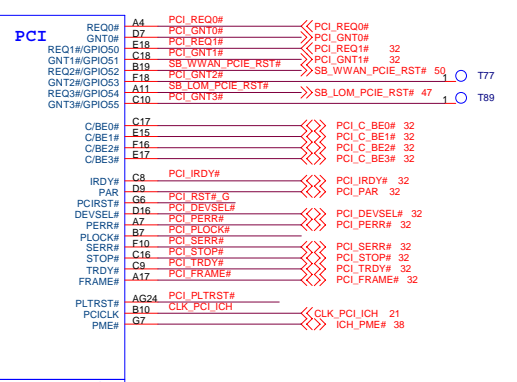 PCI
REQ0# A4 PCI_REQ0# PCI_REQ0#
GNT0# D7 PCI_GNT0# PCI_GNT0#
REQ1#/GPIO50 E18 PCI_REQ1# PCI_REQ1# 32
GNT1#/GPIO51 C18 PCI_GNT1# PCI_GNT1# 32
REQ2#/GPIO52 B19 SB_WWAN_PCIE_RST# SB_WWAN_PCIE_RST# 50
GNT2#/GPIO53 F18 PCI_GNT2# 1 T77
REQ3#/GPIO54 A11 SB_LOM_PCIE_RST# SB_LOM_PCIE_RST# 47
GNT3#/GPIO55 C10 PCI_GNT3# 1 T89
C/BE0# C17 PCI_C_BE0# 32
C/BE1# E15 PCI_C_BE1# 32
C/BE2# F16 PCI_C_BE2# 32
C/BE3# E17 PCI_C_BE3# 32
IRDY# C8 PCI_IRDY# PCI_IRDY# 32
PAR D9 PCI_PAR 32
PCIRST# G6 PCI_RST#_G
DEVSEL# D16 PCI_DEVSEL# PCI_DEVSEL# 32
PERR# A7 PCI_PERR# PCI_PERR# 32
PLOCK# B7 PCI_PLOCK#
SERR# F10 PCI_SERR# PCI_SERR# 32
STOP# C16 PCI_STOP# PCI_STOP# 32
TRDY# C9 PCI_TRDY# PCI_TRDY# 32
FRAME# A17 PCI_FRAME# PCI_FRAME# 32
PLTRST# AG24 PCI_PLTRST#
PCICLK B10 CLK_PCI_ICH CLK_PCI_ICH 21
PME# G7 ICH_PME# 38